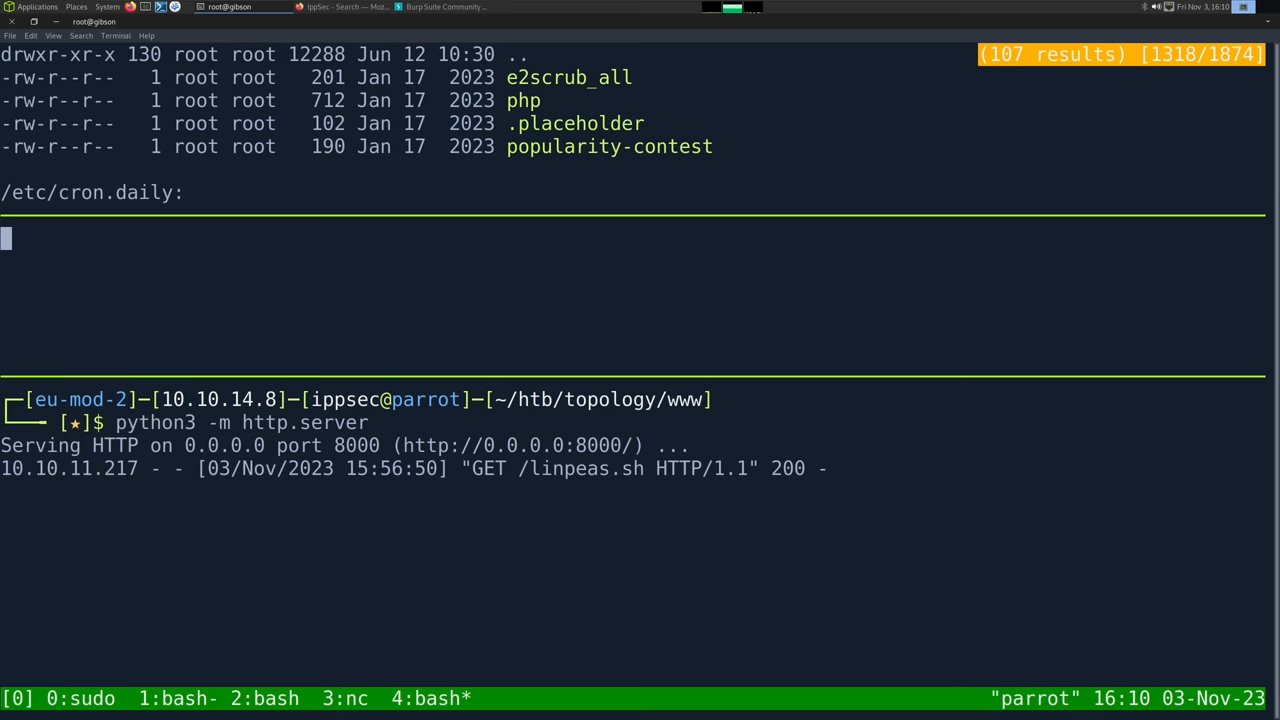 Applications Places System root@gibson IppSec - Search — Moz... Burp Suite Community ... Fri Nov 3, 16:10
root@gibson
File Edit View Search Terminal Help
drwxr-xr-x 130 root root 12288 Jun 12 10:30 .. (107 results) [1318/1874]
-rw-r--r-- 1 root root 201 Jan 17 2023 e2scrub_all
-rw-r--r-- 1 root root 712 Jan 17 2023 php
-rw-r--r-- 1 root root 102 Jan 17 2023 .placeholder
-rw-r--r-- 1 root root 190 Jan 17 2023 popularity-contest
/etc/cron.daily:
┌─[eu-mod-2]─[10.10.14.8]─[ippsec@parrot]─[~/htb/topology/www]
└──╼ [★]$ python3 -m http.server
Serving HTTP on 0.0.0.0 port 8000 (http://0.0.0.0:8000/) ...
10.10.11.217 - - [03/Nov/2023 15:56:50] "GET /linpeas.sh HTTP/1.1" 200 -
[0] 0:sudo 1:bash- 2:bash 3:nc 4:bash* "parrot" 16:10 03-Nov-23